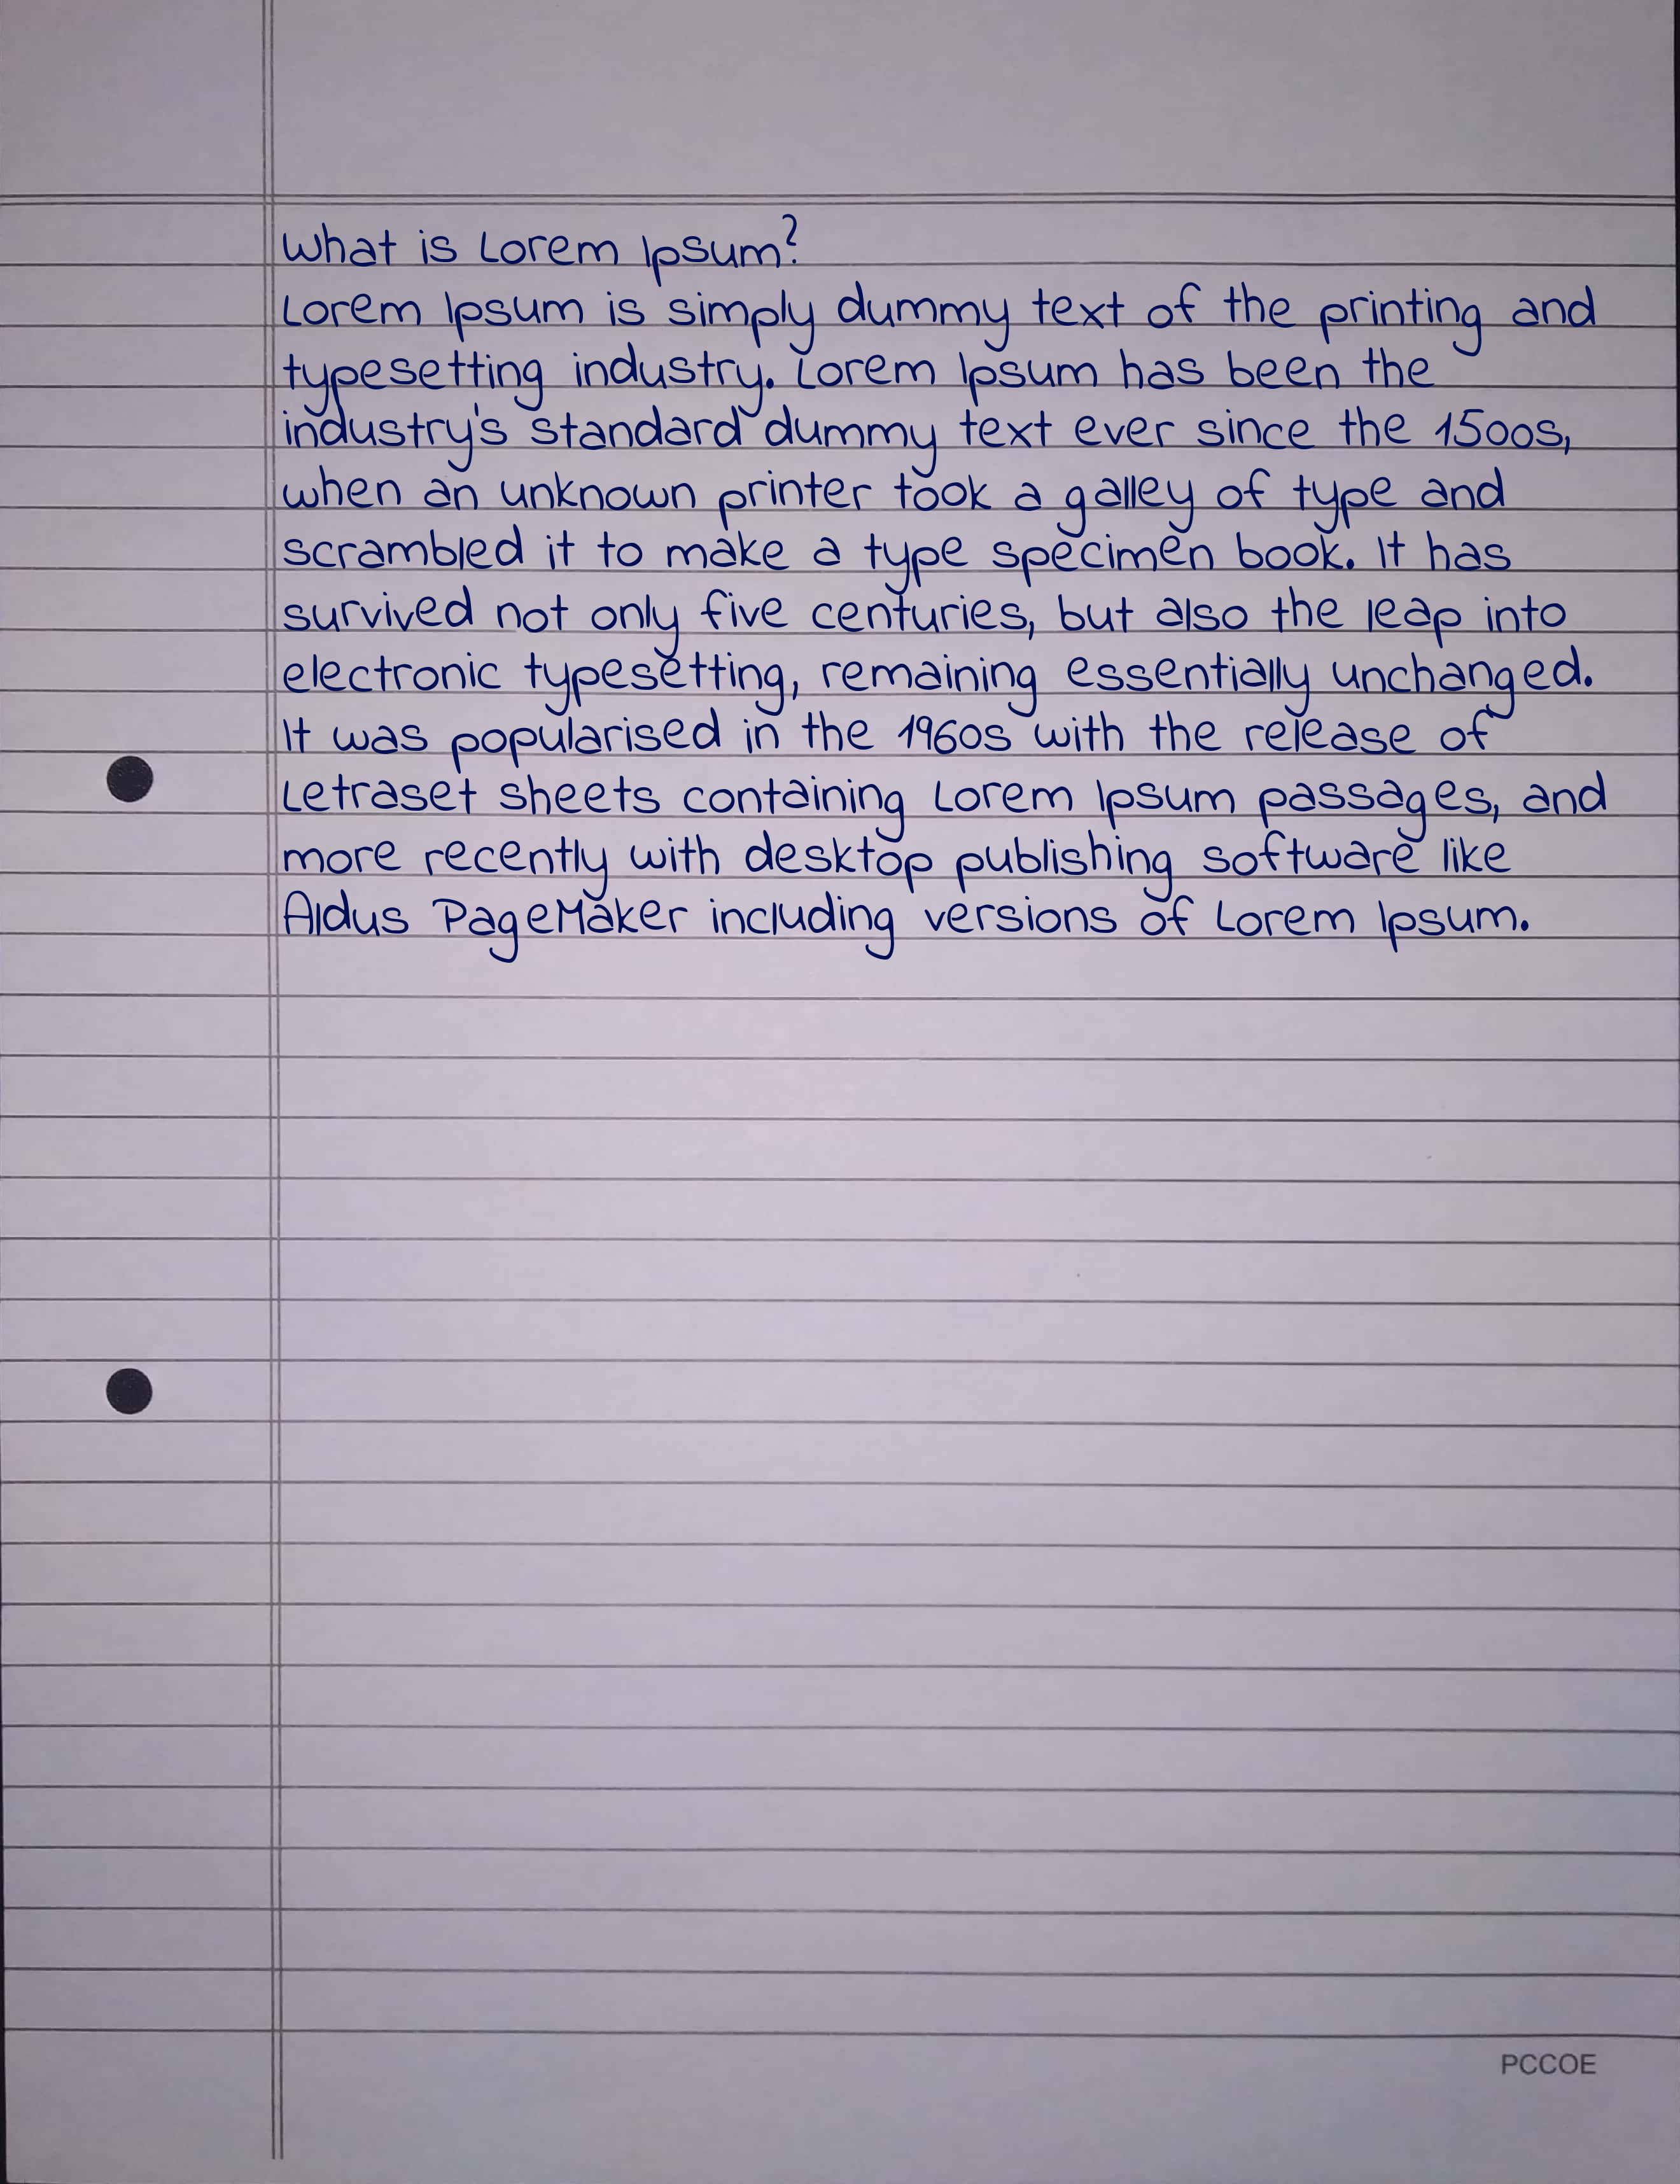 What is Lorem Ipsum?
Lorem Ipsum is simply dummy text of the printing and
typesetting industry. Lorem Ipsum has been the
industry's standard dummy text ever since the 1500s,
when an unknown printer took a galley of type and
scrambled it to make a type specimen book. It has
survived not only five centuries, but also the leap into
electronic typesetting, remaining essentially unchanged.
It was popularised in the 1960s with the release of
Letraset sheets containing Lorem Ipsum passages, and
more recently with desktop publishing software like
Aldus PageMaker including versions of Lorem Ipsum.
PCCOE